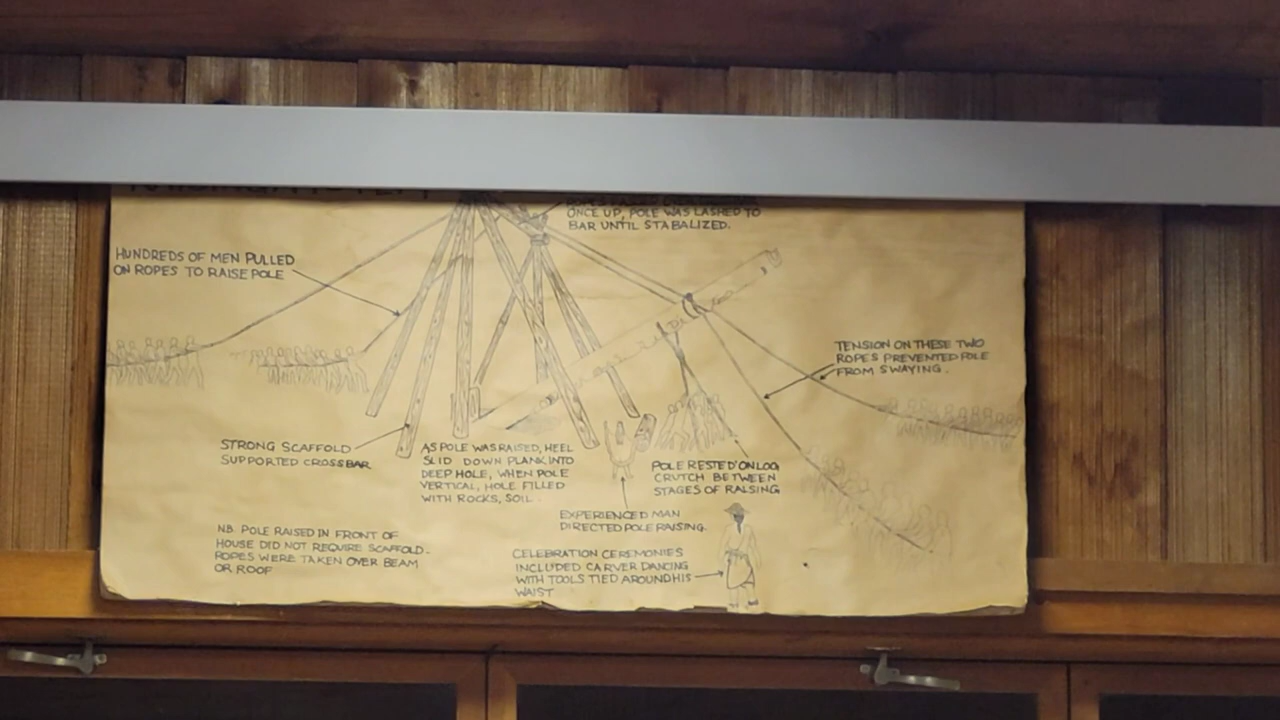 ONCE UP, POLE WAS LASHED TO
BAR UNTIL STABALIZED.
HUNDREDS OF MEN PULLED
ON ROPES TO RAISE POLE
TENSION ON THESE TWO
ROPES PREVENTED POLE
FROM SWAYING.
STRONG SCAFFOLD
SUPPORTED CROSSBAR
AS POLE WAS RAISED, HEEL
SLID DOWN PLANK INTO
DEEP HOLE, WHEN POLE
VERTICAL, HOLE FILLED
WITH ROCKS, SOIL.
POLE RESTED ON LOG
CRUTCH BETWEEN
STAGES OF RAISING
EXPERIENCED MAN
DIRECTED POLE RAISING.
N.B. POLE RAISED IN FRONT OF
HOUSE DID NOT REQUIRE SCAFFOLD.
ROPES WERE TAKEN OVER BEAM
OR ROOF
CELEBRATION CEREMONIES
INCLUDED CARVER DANCING
WITH TOOLS TIED AROUND HIS
WAIST